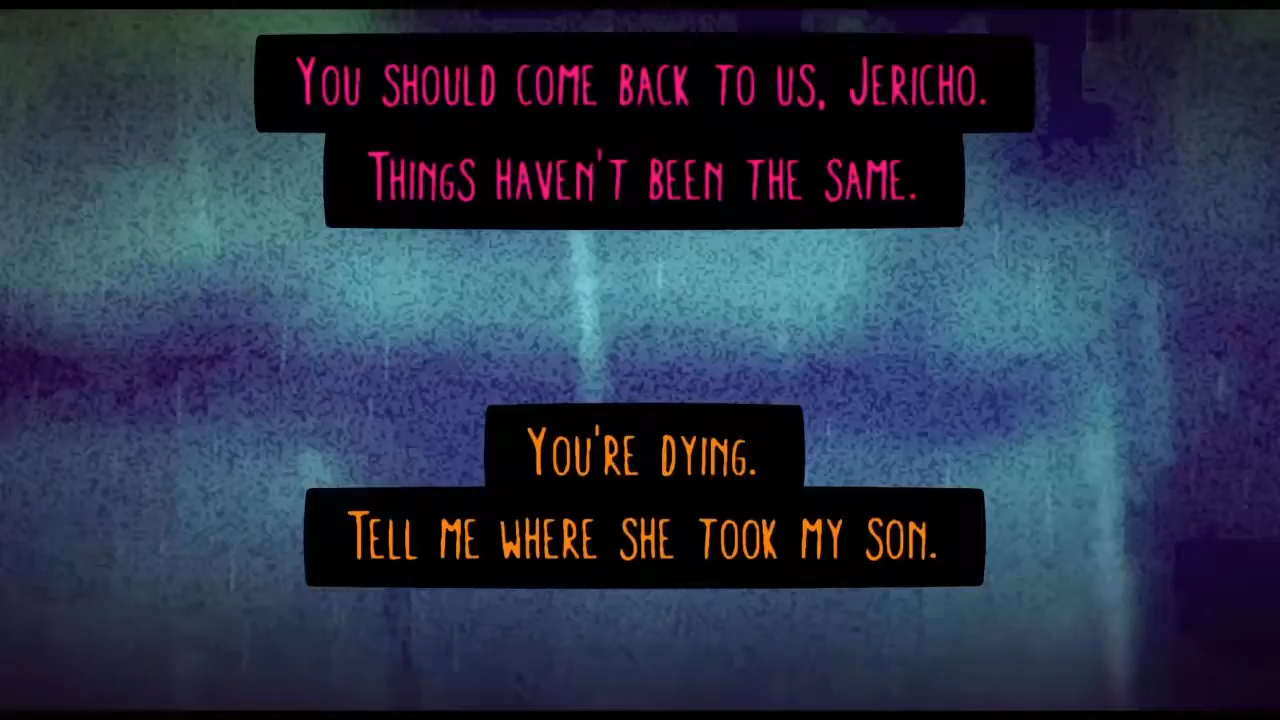 You should come back to us, Jericho.
Things haven't been the same.
You're dying.
Tell me where she took my son.